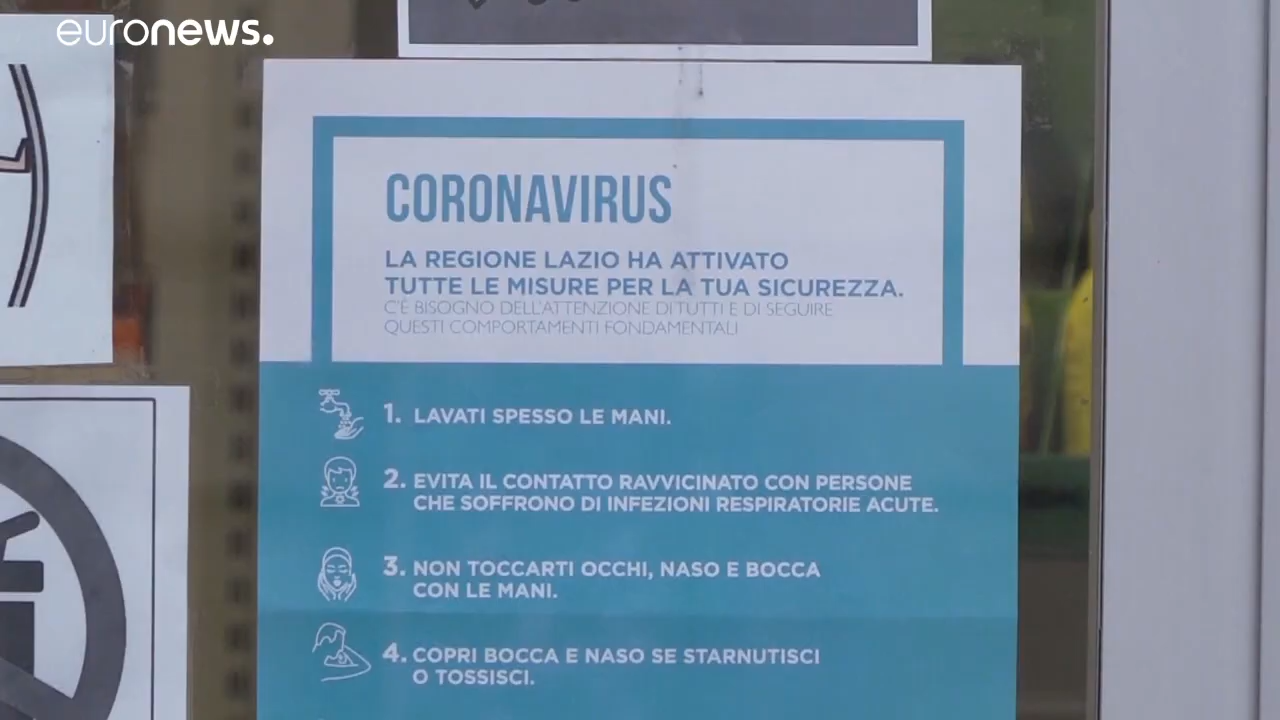 euronews.
CORONAVIRUS
LA REGIONE LAZIO HA ATTIVATO
TUTTE LE MISURE PER LA TUA SICUREZZA.
C'È BISOGNO DELL'ATTENZIONE DI TUTTI E DI SEGUIRE
QUESTI COMPORTAMENTI FONDAMENTALI
1. LAVATI SPESSO LE MANI.
2. EVITA IL CONTATTO RAVVICINATO CON PERSONE
CHE SOFFRONO DI INFEZIONI RESPIRATORIE ACUTE.
3. NON TOCCARTI OCCHI, NASO E BOCCA
CON LE MANI.
4. COPRI BOCCA E NASO SE STARNUTISCI
O TOSSISCI.